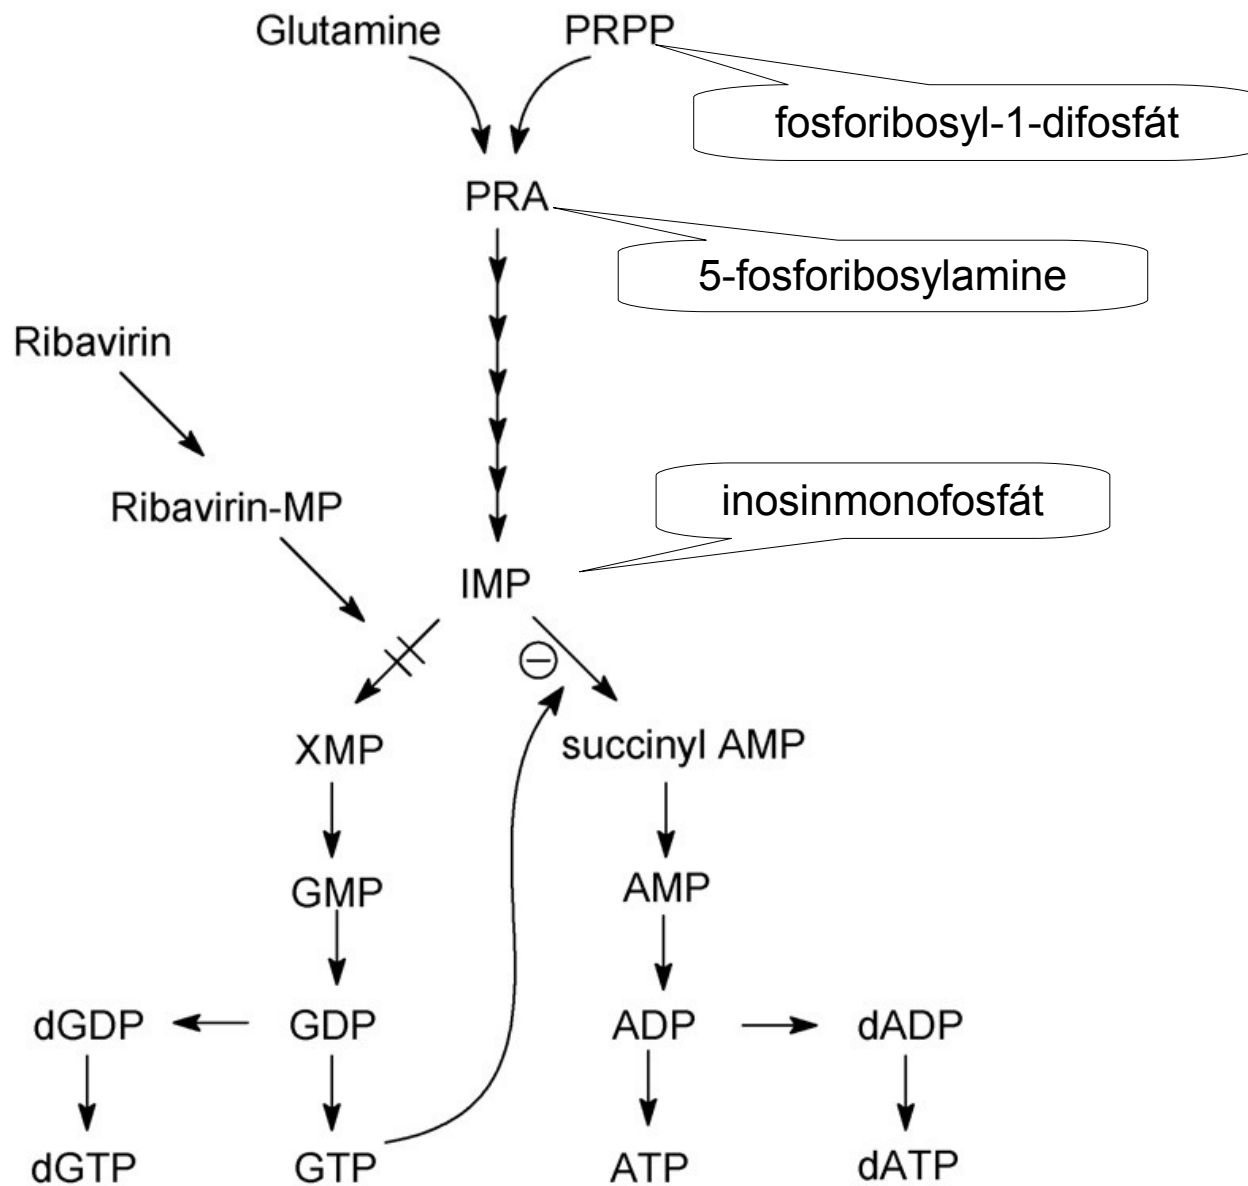 Glutamine PRPP
fosforibosyl-1-difosfát
PRA
5-fosforibosylamine
Ribavirin
Ribavirin-MP
inosinmonofosfát
IMP
XMP succinyl AMP
GMP AMP
dGDP GDP ADP dADP
dGTP GTP ATP dATP